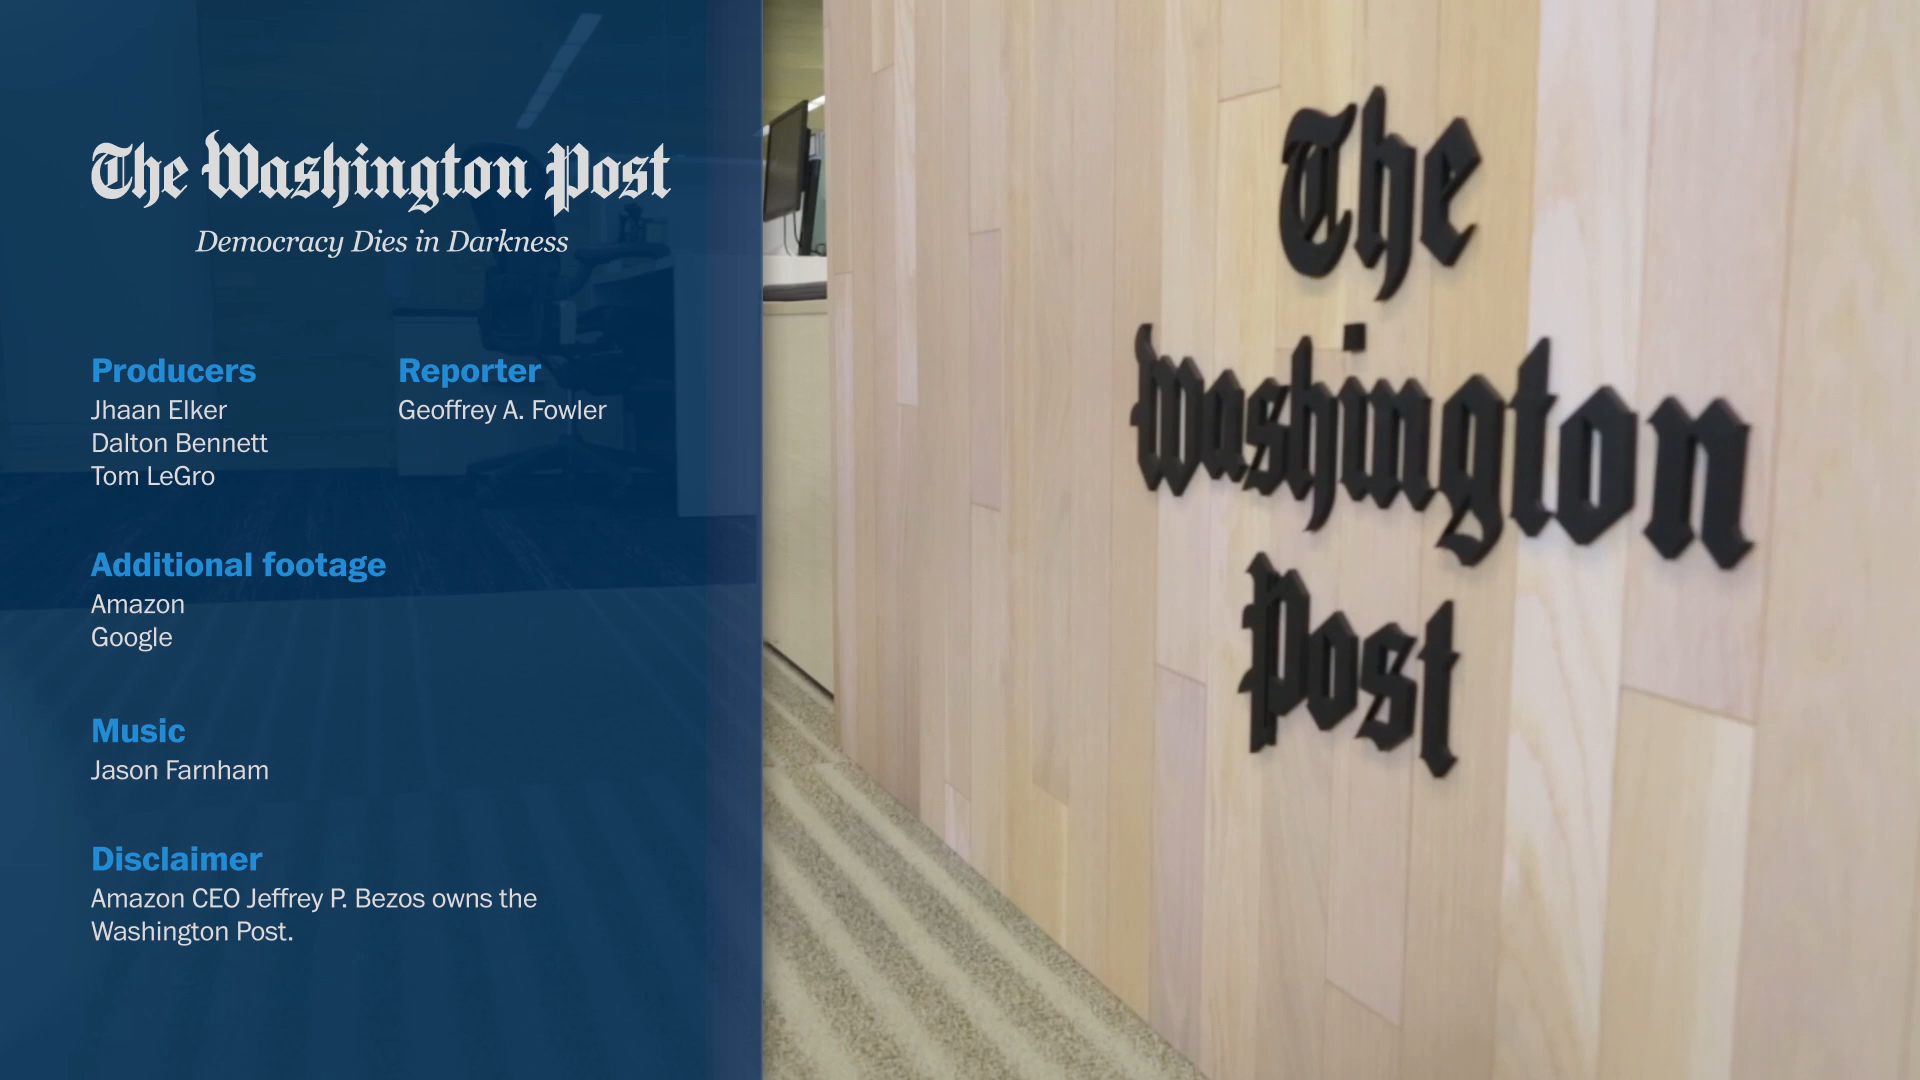 The Washington Post
Democracy Dies in Darkness
Producers
Jhaan Elker
Dalton Bennett
Tom LeGro
Reporter
Geoffrey A. Fowler
Additional footage
Amazon
Google
Music
Jason Farnham
Disclaimer
Amazon CEO Jeffrey P. Bezos owns the
Washington Post.
The
Washington
Post